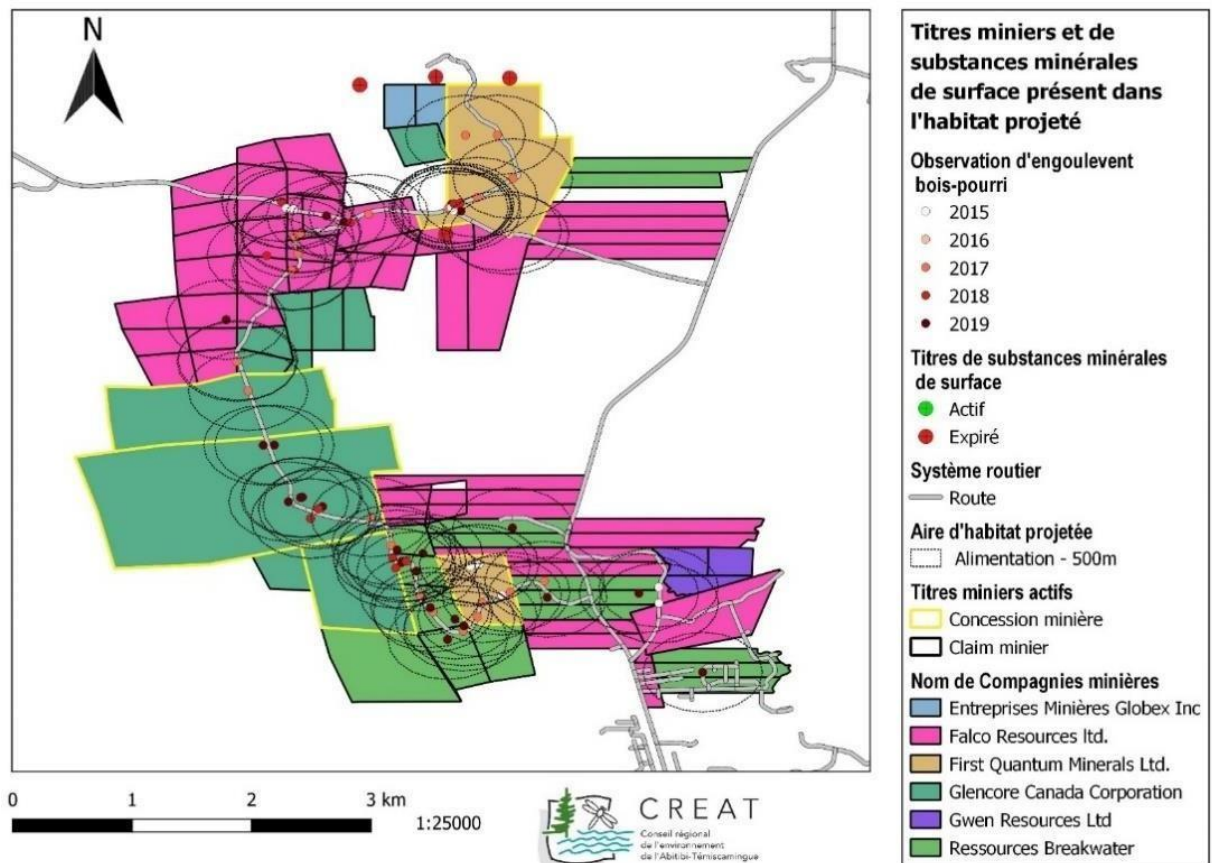 N
0 1 2 3 km
1:25000
CREAT
Conseil régional
de l'environnement
de l'Abitibi-Témiscamingue
Titres miniers et de
substances minérales
de surface présent dans
l'habitat projeté
Observation d'engoulevent
bois-pourri
2015
2016
2017
2018
2019
Titres de substances minérales
de surface
Actif
Expiré
Système routier
Route
Aire d'habitat projetée
Alimentation - 500m
Titres miniers actifs
Concession minière
Claim minier
Nom de Compagnies minières
Entreprises Minières Globex Inc
Falco Resources ltd.
First Quantum Minerals Ltd.
Glencore Canada Corporation
Gwen Resources Ltd
Ressources Breakwater